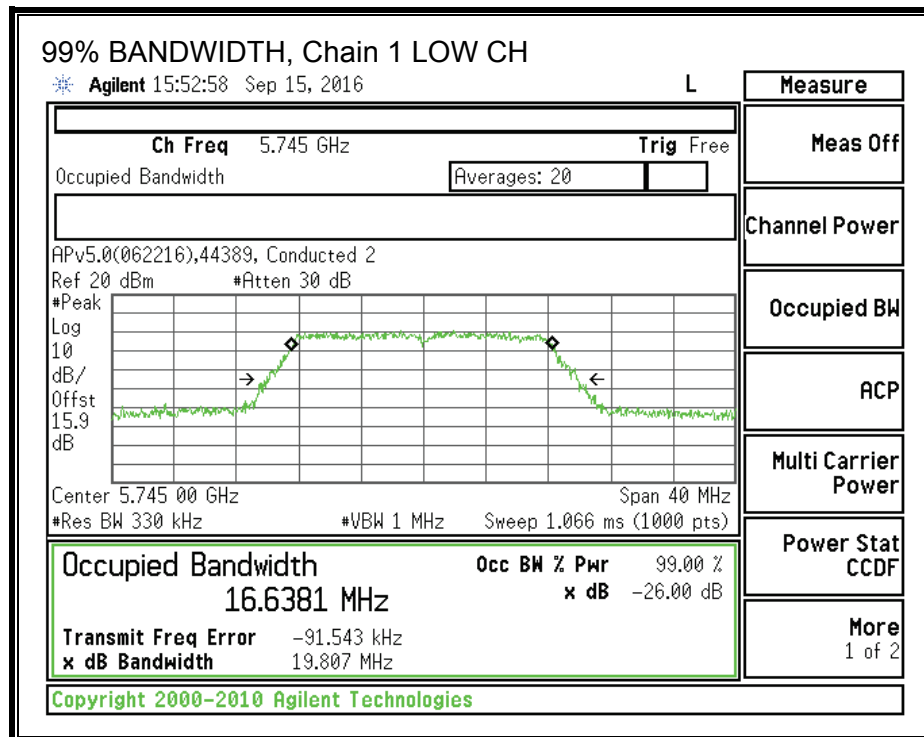 99% BANDWIDTH, Chain 1 LOW CH
Agilent 15:52:58 Sep 15, 2016 L
Measure
Ch Freq 5.745 GHz Trig Free
Occupied Bandwidth Averages: 20
Meas Off
Channel Power
Occupied BW
ACP
Multi Carrier
Power
Power Stat
CCDF
More
1 of 2
APv5.0(062216),44389, Conducted 2
Ref 20 dBm #Atten 30 dB
#Peak
Log
10
dB/
Offst
15.9
dB
Center 5.745 00 GHz Span 40 MHz
#Res BW 330 kHz #VBW 1 MHz Sweep 1.066 ms (1000 pts)
Occupied Bandwidth
16.6381 MHz
Occ BW % Pwr 99.00 %
x dB -26.00 dB
Transmit Freq Error -91.543 kHz
x dB Bandwidth 19.807 MHz
Copyright 2000-2010 Agilent Technologies